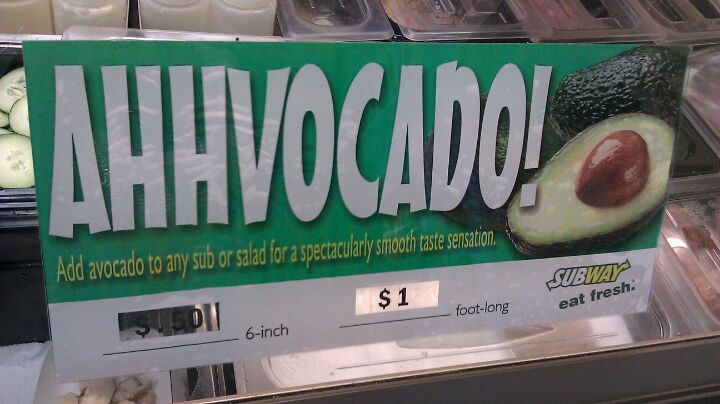 AHHVOCADO!
Add avocado to any sub or salad for a spectacularly smooth taste sensation.
$.50 6-inch
$1 foot-long
SUBWAY
eat fresh.